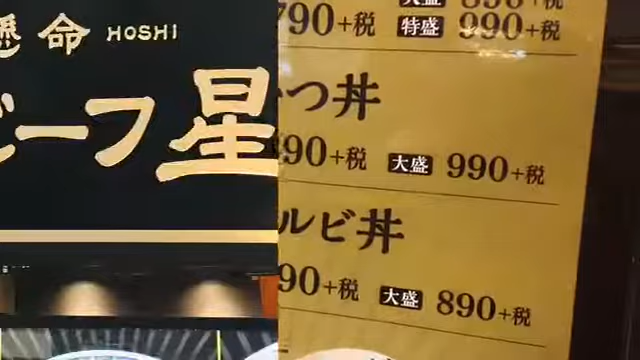 懸命 HOSHI
ビーフ 星
790+税 特盛 990+税
つ丼
90+税 大盛 990+税
ルビ丼
90+税 大盛 890+税